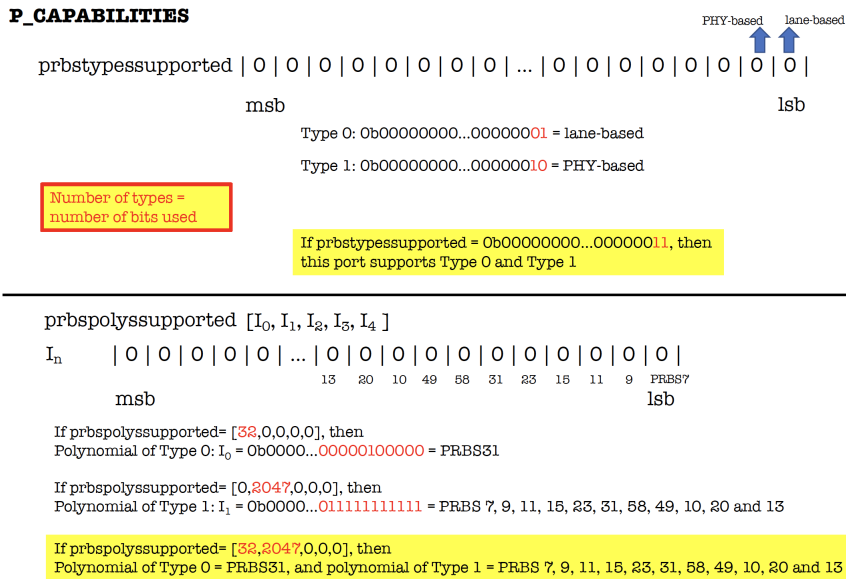 P_CAPABILITIES
PHY-based lane-based
prbstypessupported | 0 | 0 | 0 | 0 | 0 | 0 | 0 | 0 | ... | 0 | 0 | 0 | 0 | 0 | 0 | 0 | 0 |
msb lsb
Type 0: 0b00000000...00000001 = lane-based
Type 1: 0b00000000...00000010 = PHY-based
Number of types =
number of bits used
If prbstypessupported = 0b00000000...00000011, then
this port supports Type 0 and Type 1
prbspolyssupported [I₀, I₁, I₂, I₃, I₄ ]
Iₙ | 0 | 0 | 0 | 0 | 0 | ... | 0 | 0 | 0 | 0 | 0 | 0 | 0 | 0 | 0 | 0 | 0 |
13 20 10 49 58 31 23 15 11 9 PRBS7
msb lsb
If prbspolyssupported= [32,0,0,0,0], then
Polynomial of Type 0: I₀ = 0b0000...00000100000 = PRBS31
If prbspolyssupported= [0,2047,0,0,0], then
Polynomial of Type 1: I₁ = 0b0000...011111111111 = PRBS 7, 9, 11, 15, 23, 31, 58, 49, 10, 20 and 13
If prbspolyssupported= [32,2047,0,0,0], then
Polynomial of Type 0 = PRBS31, and polynomial of Type 1 = PRBS 7, 9, 11, 15, 23, 31, 58, 49, 10, 20 and 13